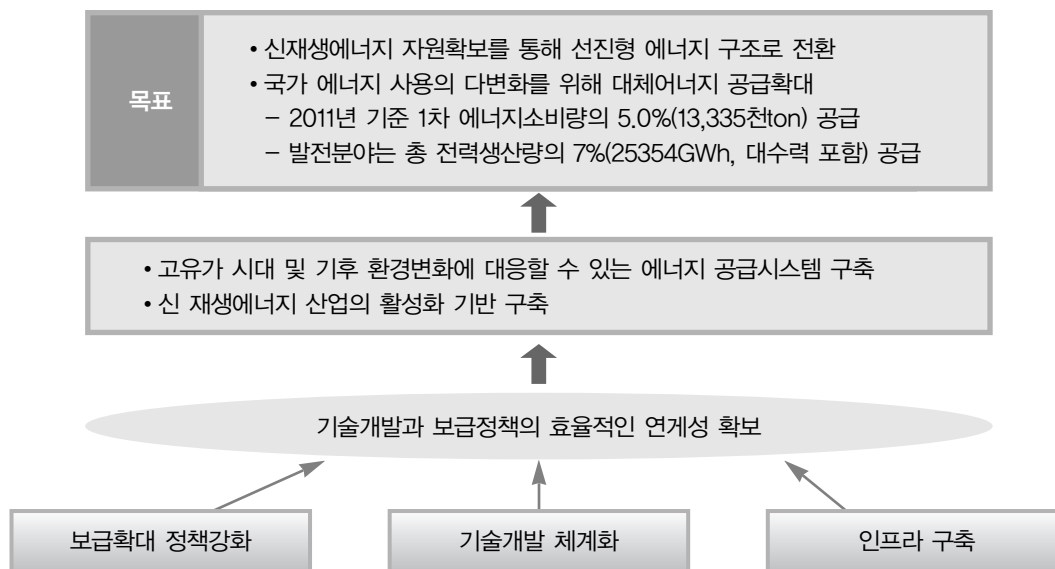 목표
• 신재생에너지 자원확보를 통해 선진형 에너지 구조로 전환
• 국가 에너지 사용의 다변화를 위해 대체어너지 공급확대
– 2011년 기준 1차 에너지소비량의 5.0%(13,335천ton) 공급
– 발전분야는 총 전력생산량의 7%(25354GWh, 대수력 포함) 공급
• 고유가 시대 및 기후 환경변화에 대응할 수 있는 에너지 공급시스템 구축
• 신 재생에너지 산업의 활성화 기반 구축
기술개발과 보급정책의 효율적인 연게성 확보
보급확대 정책강화
기술개발 체계화
인프라 구축